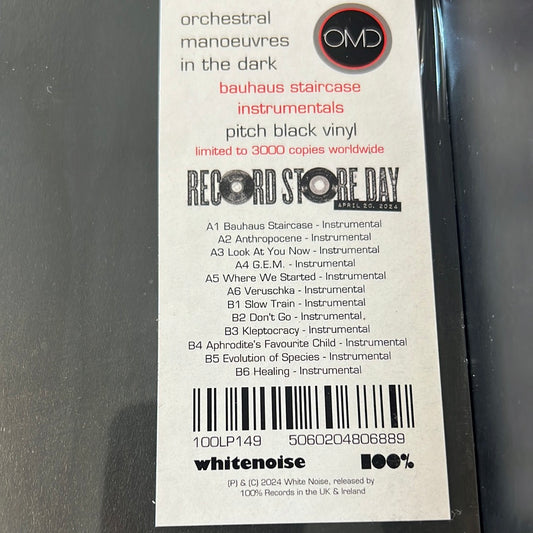 orchestral
manoeuvres
in the dark
OMD
bauhaus staircase
instrumentals
pitch black vinyl
limited to 3000 copies worldwide
RECORD STORE DAY
APRIL 20, 2024
A1 Bauhaus Staircase - Instrumental
A2 Anthropocene - Instrumental
A3 Look At You Now - Instrumental
A4 G.E.M. - Instrumental
A5 Where We Started - Instrumental
A6 Veruschka - Instrumental
B1 Slow Train - Instrumental
B2 Don't Go - Instrumental,
B3 Kleptocracy - Instrumental
B4 Aphrodite's Favourite Child - Instrumental
B5 Evolution of Species - Instrumental
B6 Healing - Instrumental
100LP149 5060204806889
whitenoise 100%
(P) & (C) 2024 White Noise, released by
100% Records in the UK & Ireland